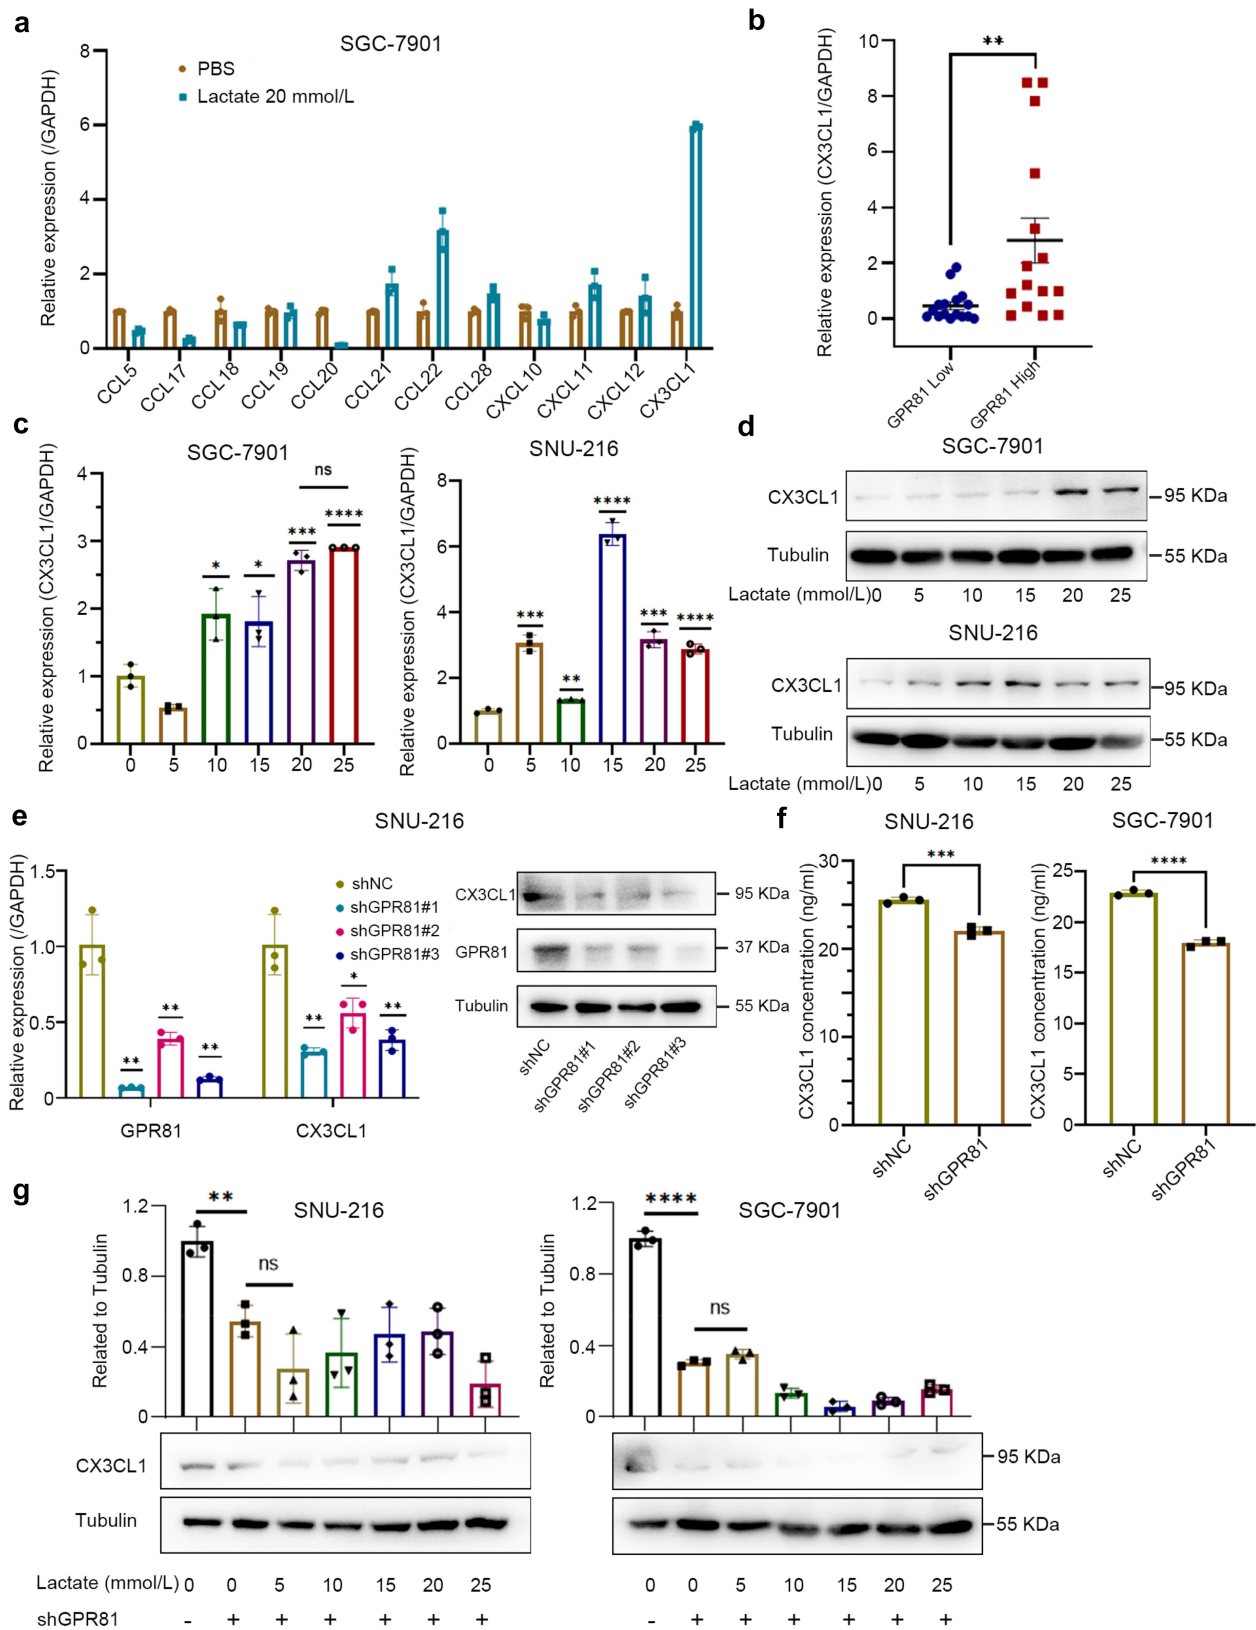 a
SGC-7901
PBS
Lactate 20 mmol/L
Relative expression (/GAPDH)
8
6
4
2
0
CCL5
CCL17
CCL18
CCL19
CCL20
CCL21
CCL22
CCL28
CXCL10
CXCL11
CXCL12
CX3CL1
b
**
Relative expression (CX3CL1/GAPDH)
10
8
6
4
2
0
GPR81 Low
GPR81 High
c
SGC-7901
Relative expression (CX3CL1/GAPDH)
4
3
2
1
0
* * *** **** ns
0 5 10 15 20 25
SNU-216
Relative expression (CX3CL1/GAPDH)
8
6
4
2
0
*** ** **** *** ****
0 5 10 15 20 25
d
SGC-7901
CX3CL1 95 KDa
Tubulin 55 KDa
Lactate (mmol/L) 0 5 10 15 20 25
SNU-216
CX3CL1 95 KDa
Tubulin 55 KDa
Lactate (mmol/L) 0 5 10 15 20 25
e
SNU-216
Relative expression (/GAPDH)
1.5
1.0
0.5
0
shNC
shGPR81#1
shGPR81#2
shGPR81#3
** ** ** ** * **
GPR81 CX3CL1
CX3CL1 95 KDa
GPR81 37 KDa
Tubulin 55 KDa
shNC
shGPR81#1
shGPR81#2
shGPR81#3
f
SNU-216
***
CX3CL1 concentration (ng/ml)
30
20
10
0
shNC
shGPR81
SGC-7901
****
CX3CL1 concentration (ng/ml)
25
20
15
10
5
0
shNC
shGPR81
g
SNU-216
** ns
Related to Tubulin
1.2
0.8
0.4
0
SGC-7901
**** ns
Related to Tubulin
1.2
0.8
0.4
0
CX3CL1 95 KDa
Tubulin 55 KDa
Lactate (mmol/L) 0 0 5 10 15 20 25 0 0 5 10 15 20 25
shGPR81 - + + + + + + - + + + + + +